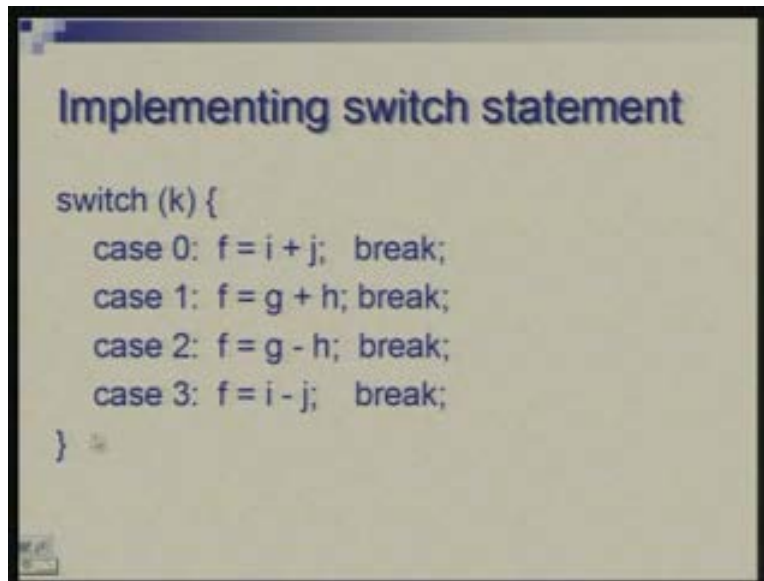 Implementing switch statement
switch (k) {
case 0: f = i + j; break;
case 1: f = g + h; break;
case 2: f = g - h; break;
case 3: f = i - j; break;
}